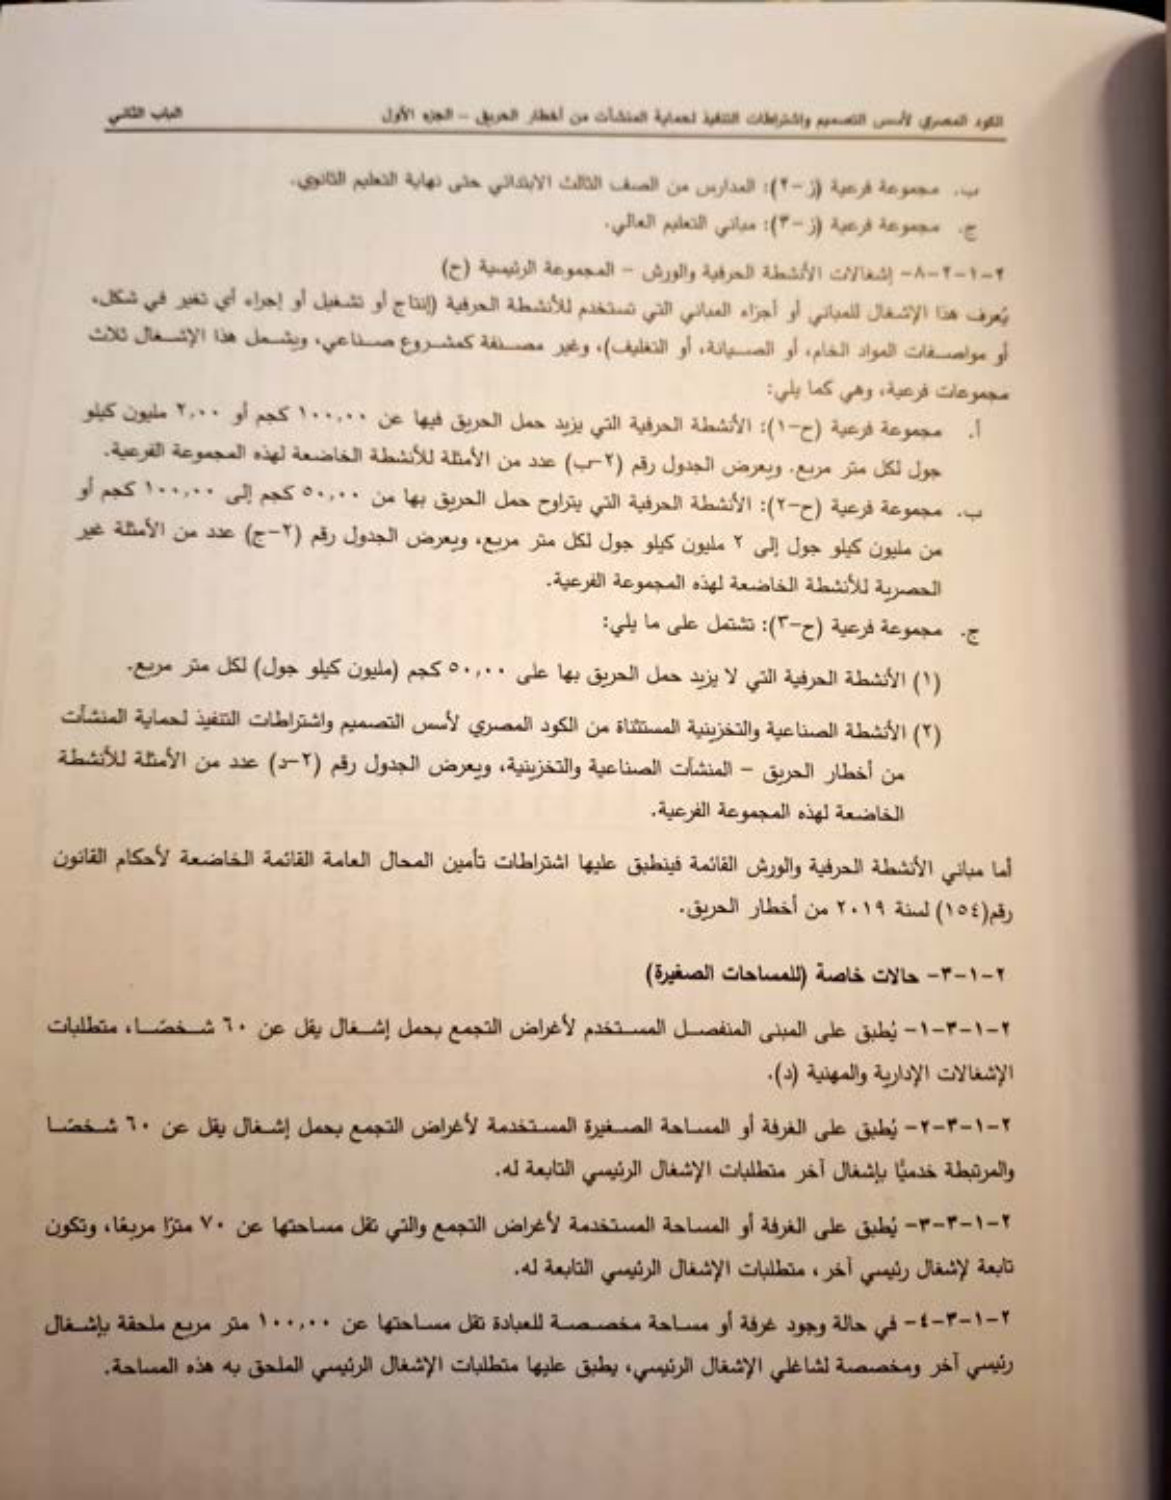 الكود المصري لأسس التصميم واشتراطات التنفيذ لحماية المنشآت من أخطار الحريق – الجزء الأول
الباب الثاني
ب. مجموعة فرعية (ز-٢): المدارس من الصف الثالث الابتدائي حتى نهاية التعليم الثانوي.
ج. مجموعة فرعية (ز-٣): مباني التعليم العالي.
٢-١-٢-٨- إشغالات الأنشطة الحرفية والورش – المجموعة الرئيسية (ح)
يُعرف هذا الإشغال للمباني أو أجزاء المباني التي تستخدم للأنشطة الحرفية (إنتاج أو تشغيل أو إجراء أي تغير في شكل،
أو مواصفات المواد الخام، أو الصيانة، أو التغليف)، وغير مصنفة كمشروع صناعي، ويشمل هذا الإشغال ثلاث
مجموعات فرعية، وهي كما يلي:
أ. مجموعة فرعية (ح-١): الأنشطة الحرفية التي يزيد حمل الحريق فيها عن ١٠٠,٠٠ كجم أو ٢,٠٠ مليون كيلو
جول لكل متر مربع. ويعرض الجدول رقم (٢-ب) عدد من الأمثلة للأنشطة الخاضعة لهذه المجموعة الفرعية.
ب. مجموعة فرعية (ح-٢): الأنشطة الحرفية التي يتراوح حمل الحريق بها من ٥٠,٠٠ كجم إلى ١٠٠,٠٠ كجم أو
من مليون كيلو جول إلى ٢ مليون كيلو جول لكل متر مربع، ويعرض الجدول رقم (٢-ج) عدد من الأمثلة غير
الحصرية للأنشطة الخاضعة لهذه المجموعة الفرعية.
ج. مجموعة فرعية (ح-٣): تشتمل على ما يلي:
(١) الأنشطة الحرفية التي لا يزيد حمل الحريق بها على ٥٠,٠٠ كجم (مليون كيلو جول) لكل متر مربع.
(٢) الأنشطة الصناعية والتخزينية المستثناة من الكود المصري لأسس التصميم واشتراطات التنفيذ لحماية المنشآت
من أخطار الحريق – المنشآت الصناعية والتخزينية، ويعرض الجدول رقم (٢-د) عدد من الأمثلة للأنشطة
الخاضعة لهذه المجموعة الفرعية.
أما مباني الأنشطة الحرفية والورش القائمة فينطبق عليها اشتراطات تأمين المحال العامة القائمة الخاضعة لأحكام القانون
رقم(١٥٤) لسنة ٢٠١٩ من أخطار الحريق.
٢-١-٣- حالات خاصة (للمساحات الصغيرة)
٢-١-٣-١- يُطبق على المبنى المنفصل المستخدم لأغراض التجمع بحمل إشغال يقل عن ٦٠ شخصًا، متطلبات
الإشغالات الإدارية والمهنية (د).
٢-١-٣-٢- يُطبق على الغرفة أو المساحة الصغيرة المستخدمة لأغراض التجمع بحمل إشغال يقل عن ٦٠ شخصًا
والمرتبطة خدميًا بإشغال آخر متطلبات الإشغال الرئيسي التابعة له.
٢-١-٣-٣- يُطبق على الغرفة أو المساحة المستخدمة لأغراض التجمع والتي تقل مساحتها عن ٧٠ مترًا مربعًا، وتكون
تابعة لإشغال رئيسي آخر ، متطلبات الإشغال الرئيسي التابعة له.
٢-١-٣-٤- في حالة وجود غرفة أو مساحة مخصصة للعبادة تقل مساحتها عن ١٠٠,٠٠ متر مربع ملحقة بإشغال
رئيسي آخر ومخصصة لشاغلي الإشغال الرئيسي، يطبق عليها متطلبات الإشغال الرئيسي الملحق به هذه المساحة.